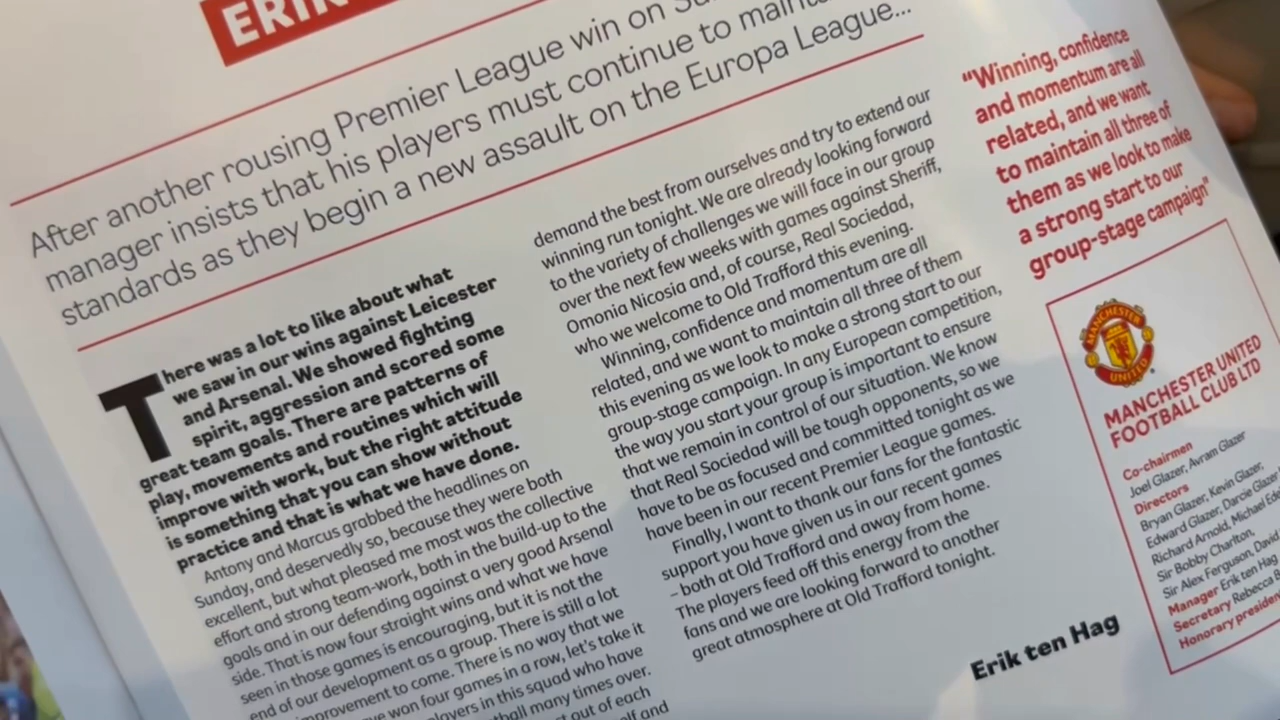 ERIK
After another rousing Premier League win on
manager insists that his players must continue to
standards as they begin a new assault on the Europa League...
There was a lot to like about what
we saw in our wins against Leicester
and Arsenal. We showed fighting
spirit, aggression and scored some
great team goals. There are patterns of
play, movements and routines which will
improve with work, but the right attitude
is something that you can show without
practice and that is what we have done.
Antony and Marcus grabbed the headlines on
Sunday, and deservedly so, because they were both
excellent, but what pleased me most was the collective
effort and strong team-work, both in the build-up to the
goals and in our defending against a very good Arsenal
side. That is now four straight wins and what we have
seen in those games is encouraging, but it is not the
end of our development as a group. There is still a lot
improvement to come. There is no way that we
won four games in a row, let's take it
players in this squad who have
many times over.
out of each
and
demand the best from ourselves and try to extend our
winning run tonight. We are already looking forward
to the variety of challenges we will face in our group
over the next few weeks with games against Sheriff,
Omonia Nicosia and, of course, Real Sociedad,
who we welcome to Old Trafford this evening.
Winning, confidence and momentum are all
related, and we want to maintain all three of them
this evening as we look to make a strong start to our
group-stage campaign. In any European competition,
the way you start your group is important to ensure
that we remain in control of our situation. We know
that Real Sociedad will be tough opponents, so we
have to be as focused and committed tonight as we
have been in our recent Premier League games.
Finally, I want to thank our fans for the fantastic
support you have given us in our recent games
– both at Old Trafford and away from home.
The players feed off this energy from the
fans and we are looking forward to another
great atmosphere at Old Trafford tonight.
Erik ten Hag
“Winning, confidence
and momentum are all
related, and we want
to maintain all three of
them as we look to make
a strong start to our
group-stage campaign”
MANCHESTER
UNITED
MANCHESTER UNITED
FOOTBALL CLUB LTD
Co-chairmen
Joel Glazer, Avram Glazer
Directors
Bryan Glazer, Kevin Glazer,
Edward Glazer, Darcie Glazer
Richard Arnold, Michael
Sir Bobby Charlton,
Sir Alex Ferguson, David
Manager Erik ten Hag
Secretary Rebecca
Honorary president